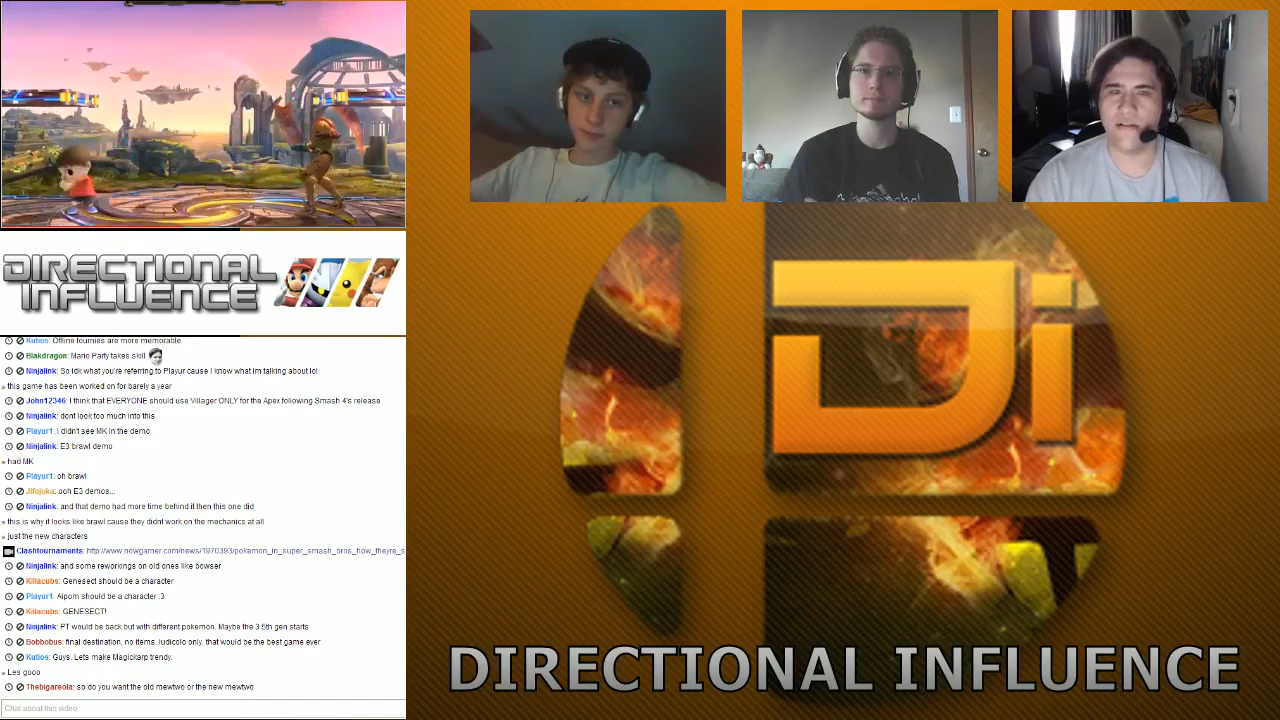 DIRECTIONAL
INFLUENCE
Kutios: Offline tournies are more memorable.
Blakdragon: Mario Party takes skill
Ninjalink: So idk what you're referring to Playur cause I know what im talking about lol
» this game has been worked on for barely a year
John12346: I think that EVERYONE should use Villager ONLY for the Apex following Smash 4's release
Ninjalink: dont look too much into this
Playur1: I didn't see MK in the demo
Ninjalink: E3 brawl demo
» had MK
Playur1: oh brawl
Jifojoka: ooh E3 demos...
Ninjalink: and that demo had more time behind it then this one did
» this is why it looks like brawl cause they didnt work on the mechanics at all
» just the new characters
Clashtournaments: http://www.nowgamer.com/news/1970393/pokemon_in_super_smash_bros_how_theyre_s
Ninjalink: and some reworkings on old ones like bowser
Killacubs: Genesect should be a character
Playur1: Aipom should be a character :3
Killacubs: GENESECT!
Ninjalink: PT would be back but with different pokemon. Maybe the 3 5th gen starts
Bobbobus: final destination, no items, ludicolo only. that would be the best game ever
Kutios: Guys. Lets make Magickarp trendy.
» Les gooo
Thebigareola: so do you want the old mewtwo or the new mewtwo
Chat about this video
Di
DIRECTIONAL INFLUENCE